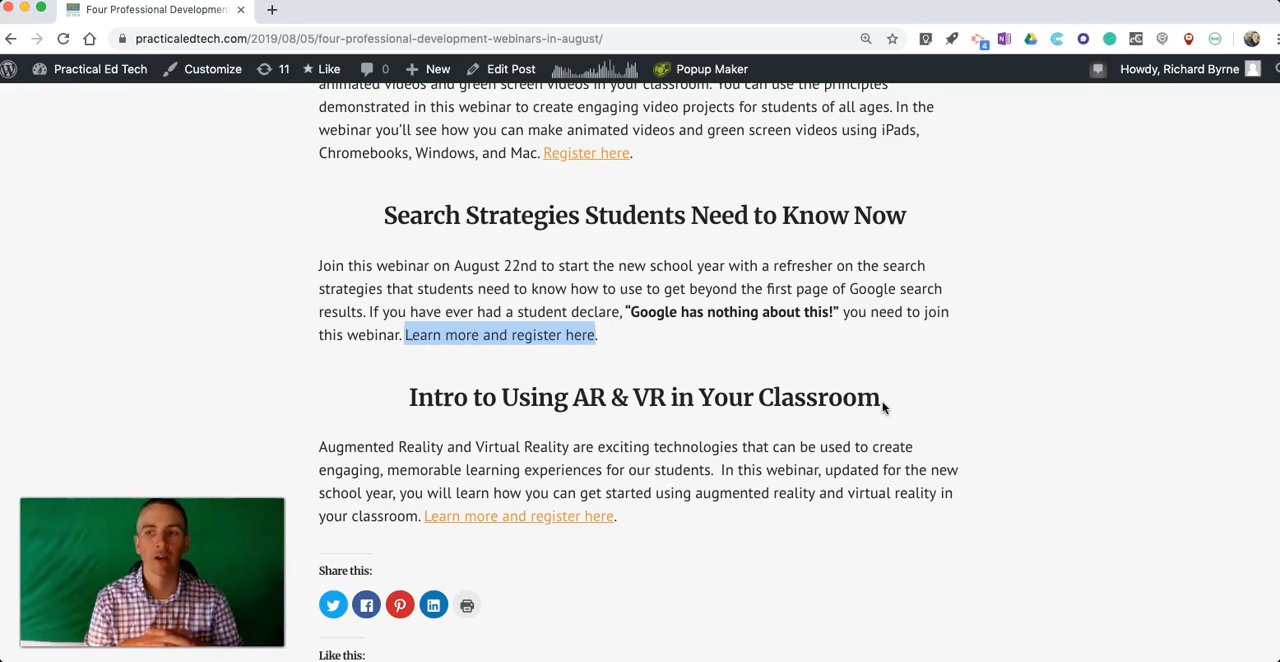 Four Professional Development
practicaledtech.com/2019/08/05/four-professional-development-webinars-in-august/
4
Practical Ed Tech Customize 11 Like 0 New Edit Post Popup Maker Howdy, Richard Byrne
animated videos and green screen videos in your classroom. You can use the principles
demonstrated in this webinar to create engaging video projects for students of all ages. In the
webinar you’ll see how you can make animated videos and green screen videos using iPads,
Chromebooks, Windows, and Mac. Register here.
Search Strategies Students Need to Know Now
Join this webinar on August 22nd to start the new school year with a refresher on the search
strategies that students need to know how to use to get beyond the first page of Google search
results. If you have ever had a student declare, “Google has nothing about this!” you need to join
this webinar. Learn more and register here.
Intro to Using AR & VR in Your Classroom
Augmented Reality and Virtual Reality are exciting technologies that can be used to create
engaging, memorable learning experiences for our students.  In this webinar, updated for the new
school year, you will learn how you can get started using augmented reality and virtual reality in
your classroom. Learn more and register here.
Share this:
Like this: